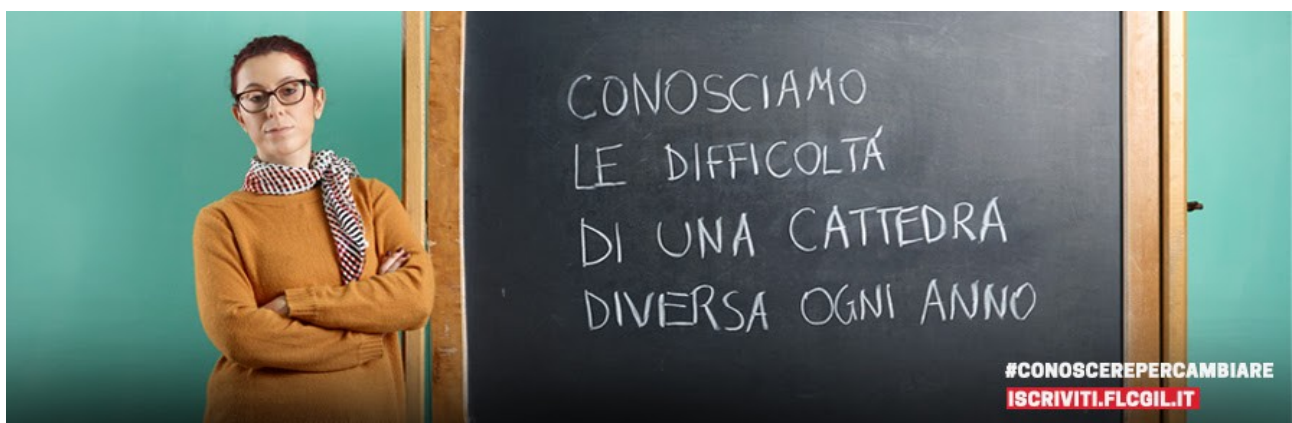 CONOSCIAMO
LE DIFFICOLTÁ
DI UNA CATTEDRA
DIVERSA OGNI ANNO
#CONOSCEREPERCAMBIARE
ISCRIVITI.FLCGIL.IT